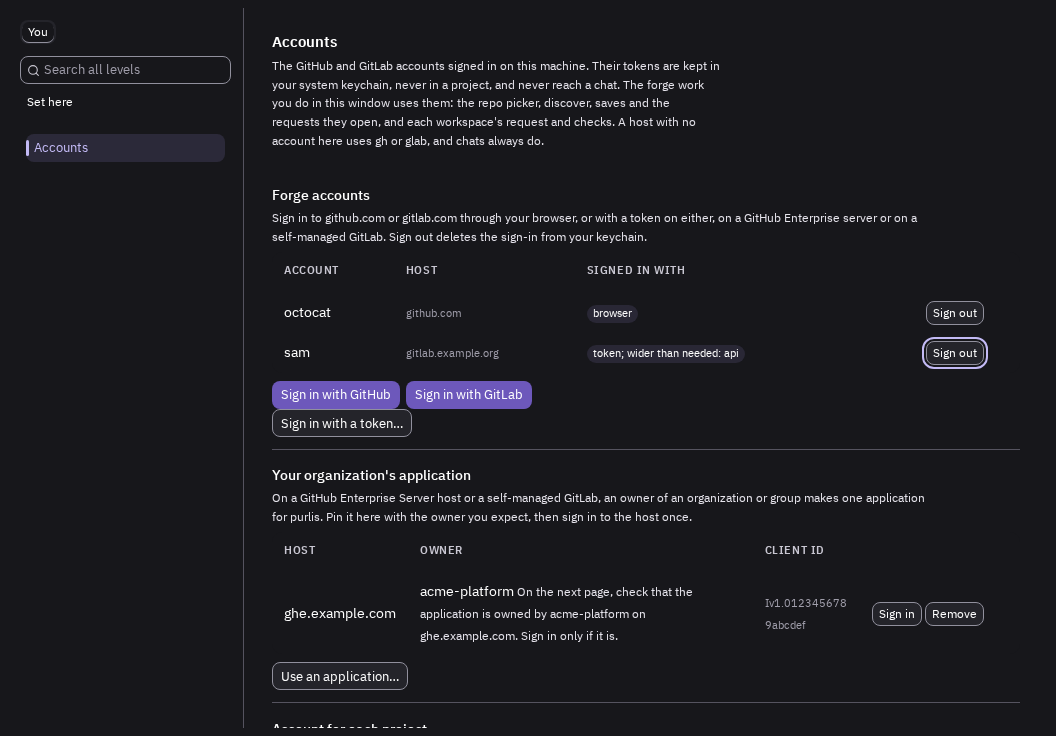 You
Search all levels
Set here
Accounts
Accounts
The GitHub and GitLab accounts signed in on this machine. Their tokens are kept in
your system keychain, never in a project, and never reach a chat. The forge work
you do in this window uses them: the repo picker, discover, saves and the
requests they open, and each workspace's request and checks. A host with no
account here uses gh or glab, and chats always do.
Forge accounts
Sign in to github.com or gitlab.com through your browser, or with a token on either, on a GitHub Enterprise server or on a
self-managed GitLab. Sign out deletes the sign-in from your keychain.
ACCOUNT HOST SIGNED IN WITH
octocat github.com browser Sign out
sam gitlab.example.org token; wider than needed: api Sign out
Sign in with GitHub Sign in with GitLab
Sign in with a token...
Your organization's application
On a GitHub Enterprise Server host or a self-managed GitLab, an owner of an organization or group makes one application
for purlis. Pin it here with the owner you expect, then sign in to the host once.
HOST OWNER CLIENT ID
ghe.example.com
acme-platform On the next page, check that the
application is owned by acme-platform on
ghe.example.com. Sign in only if it is.
Iv1.012345678
9abcdef
Sign in Remove
Use an application...
Account for each project